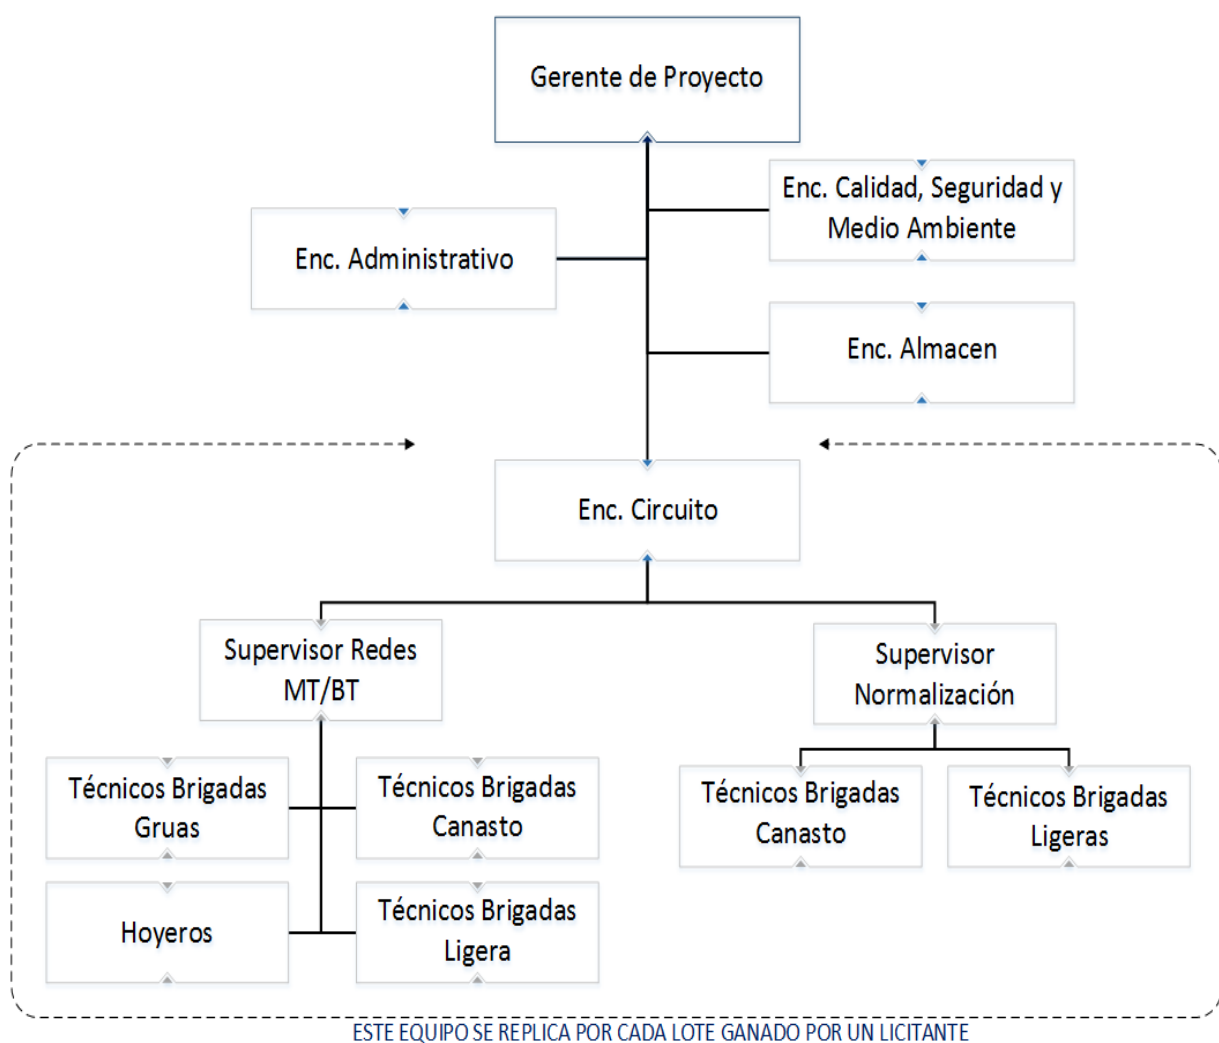 Gerente de Proyecto
Enc. Calidad, Seguridad y
Medio Ambiente
Enc. Administrativo
Enc. Almacen
Enc. Circuito
Supervisor Redes
MT/BT
Supervisor
Normalización
Técnicos Brigadas
Gruas
Técnicos Brigadas
Canasto
Técnicos Brigadas
Canasto
Técnicos Brigadas
Ligeras
Hoyeros
Técnicos Brigadas
Ligera
ESTE EQUIPO SE REPLICA POR CADA LOTE GANADO POR UN LICITANTE